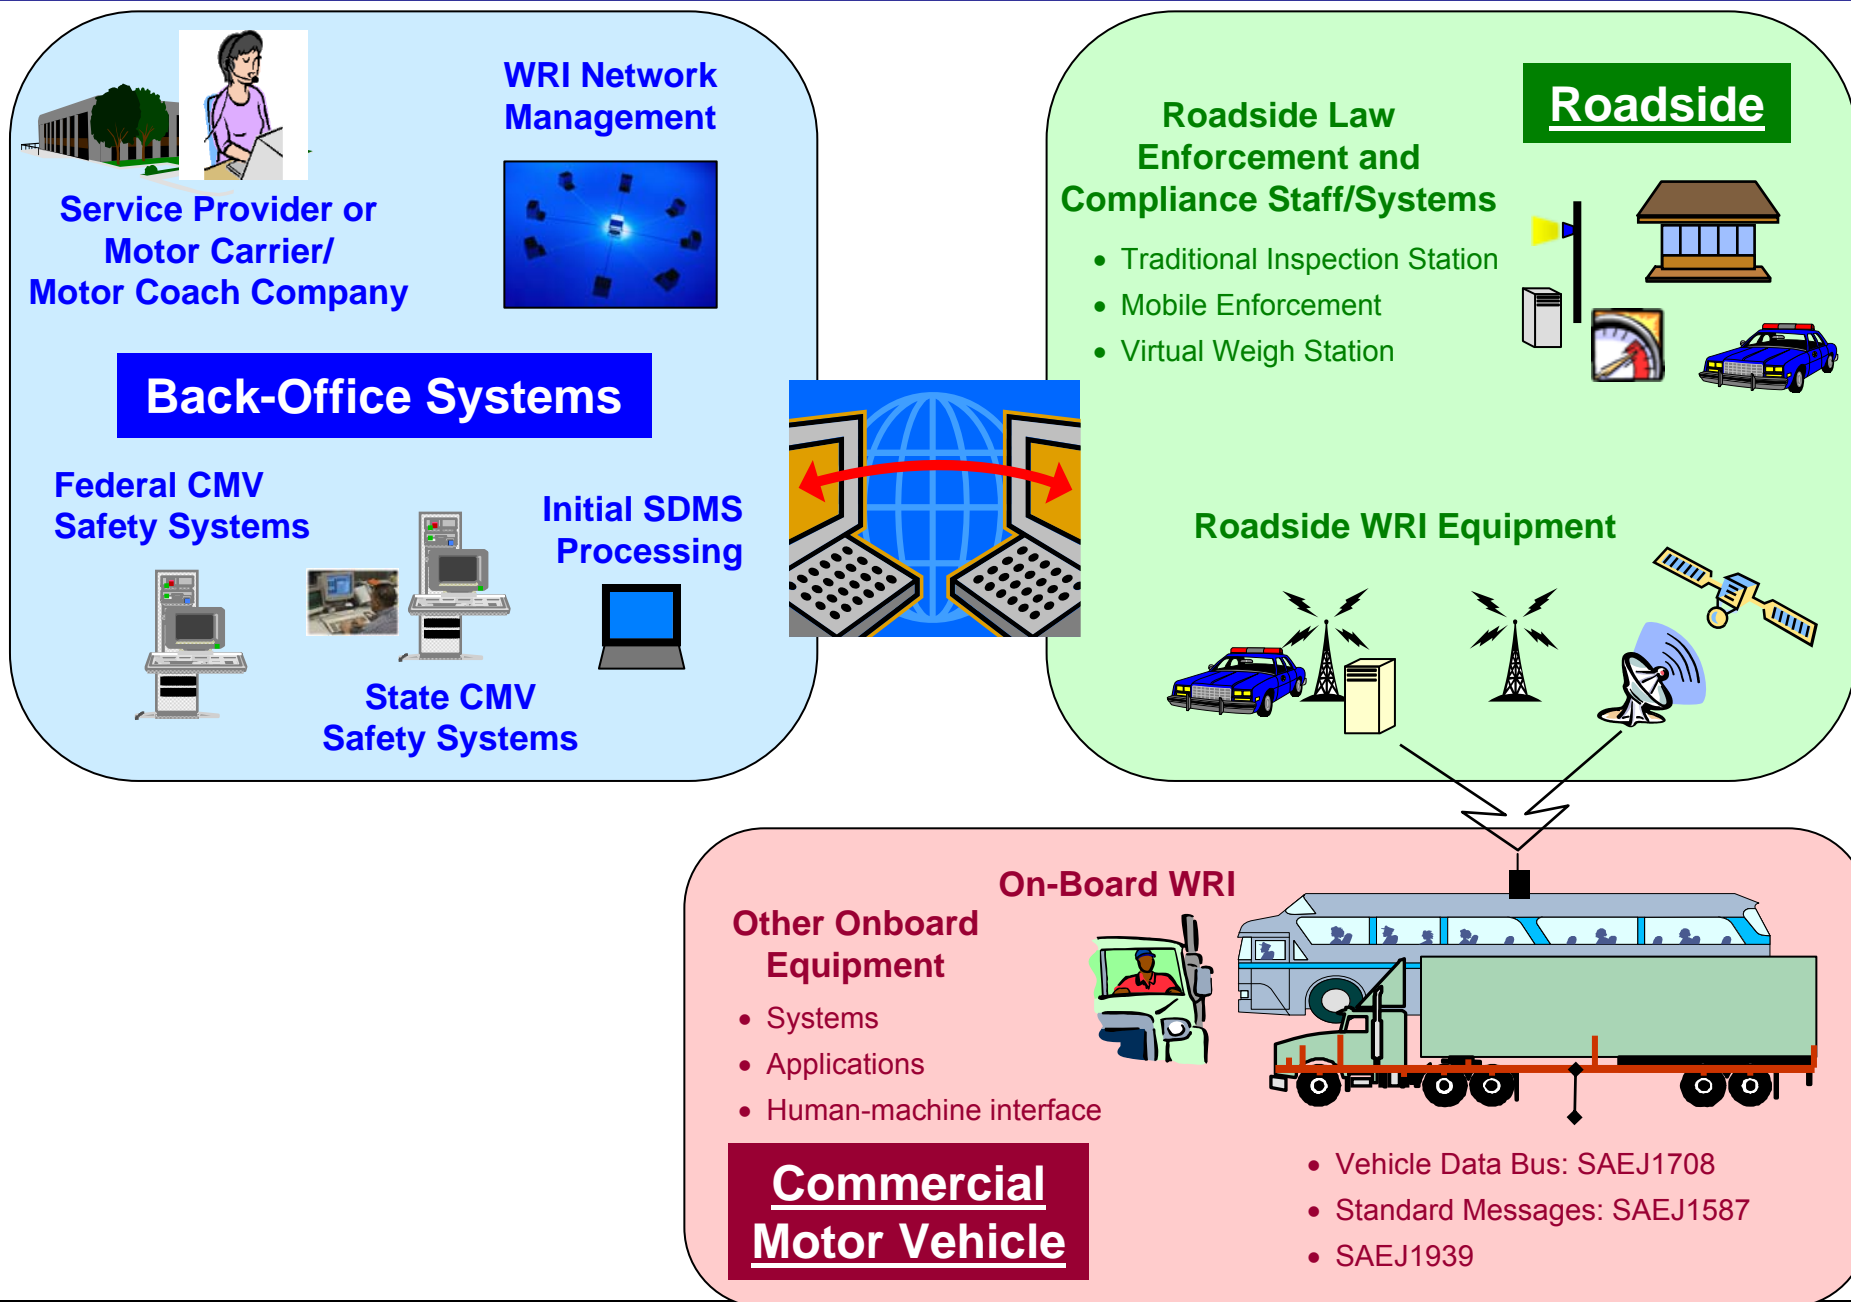 WRI Network
Management
Service Provider or
Motor Carrier/
Motor Coach Company
Back-Office Systems
Federal CMV
Safety Systems
Initial SDMS
Processing
State CMV
Safety Systems
Roadside
Roadside Law
Enforcement and
Compliance Staff/Systems
• Traditional Inspection Station
• Mobile Enforcement
• Virtual Weigh Station
Roadside WRI Equipment
On-Board WRI
Other Onboard
Equipment
• Systems
• Applications
• Human-machine interface
Commercial
Motor Vehicle
• Vehicle Data Bus: SAEJ1708
• Standard Messages: SAEJ1587
• SAEJ1939